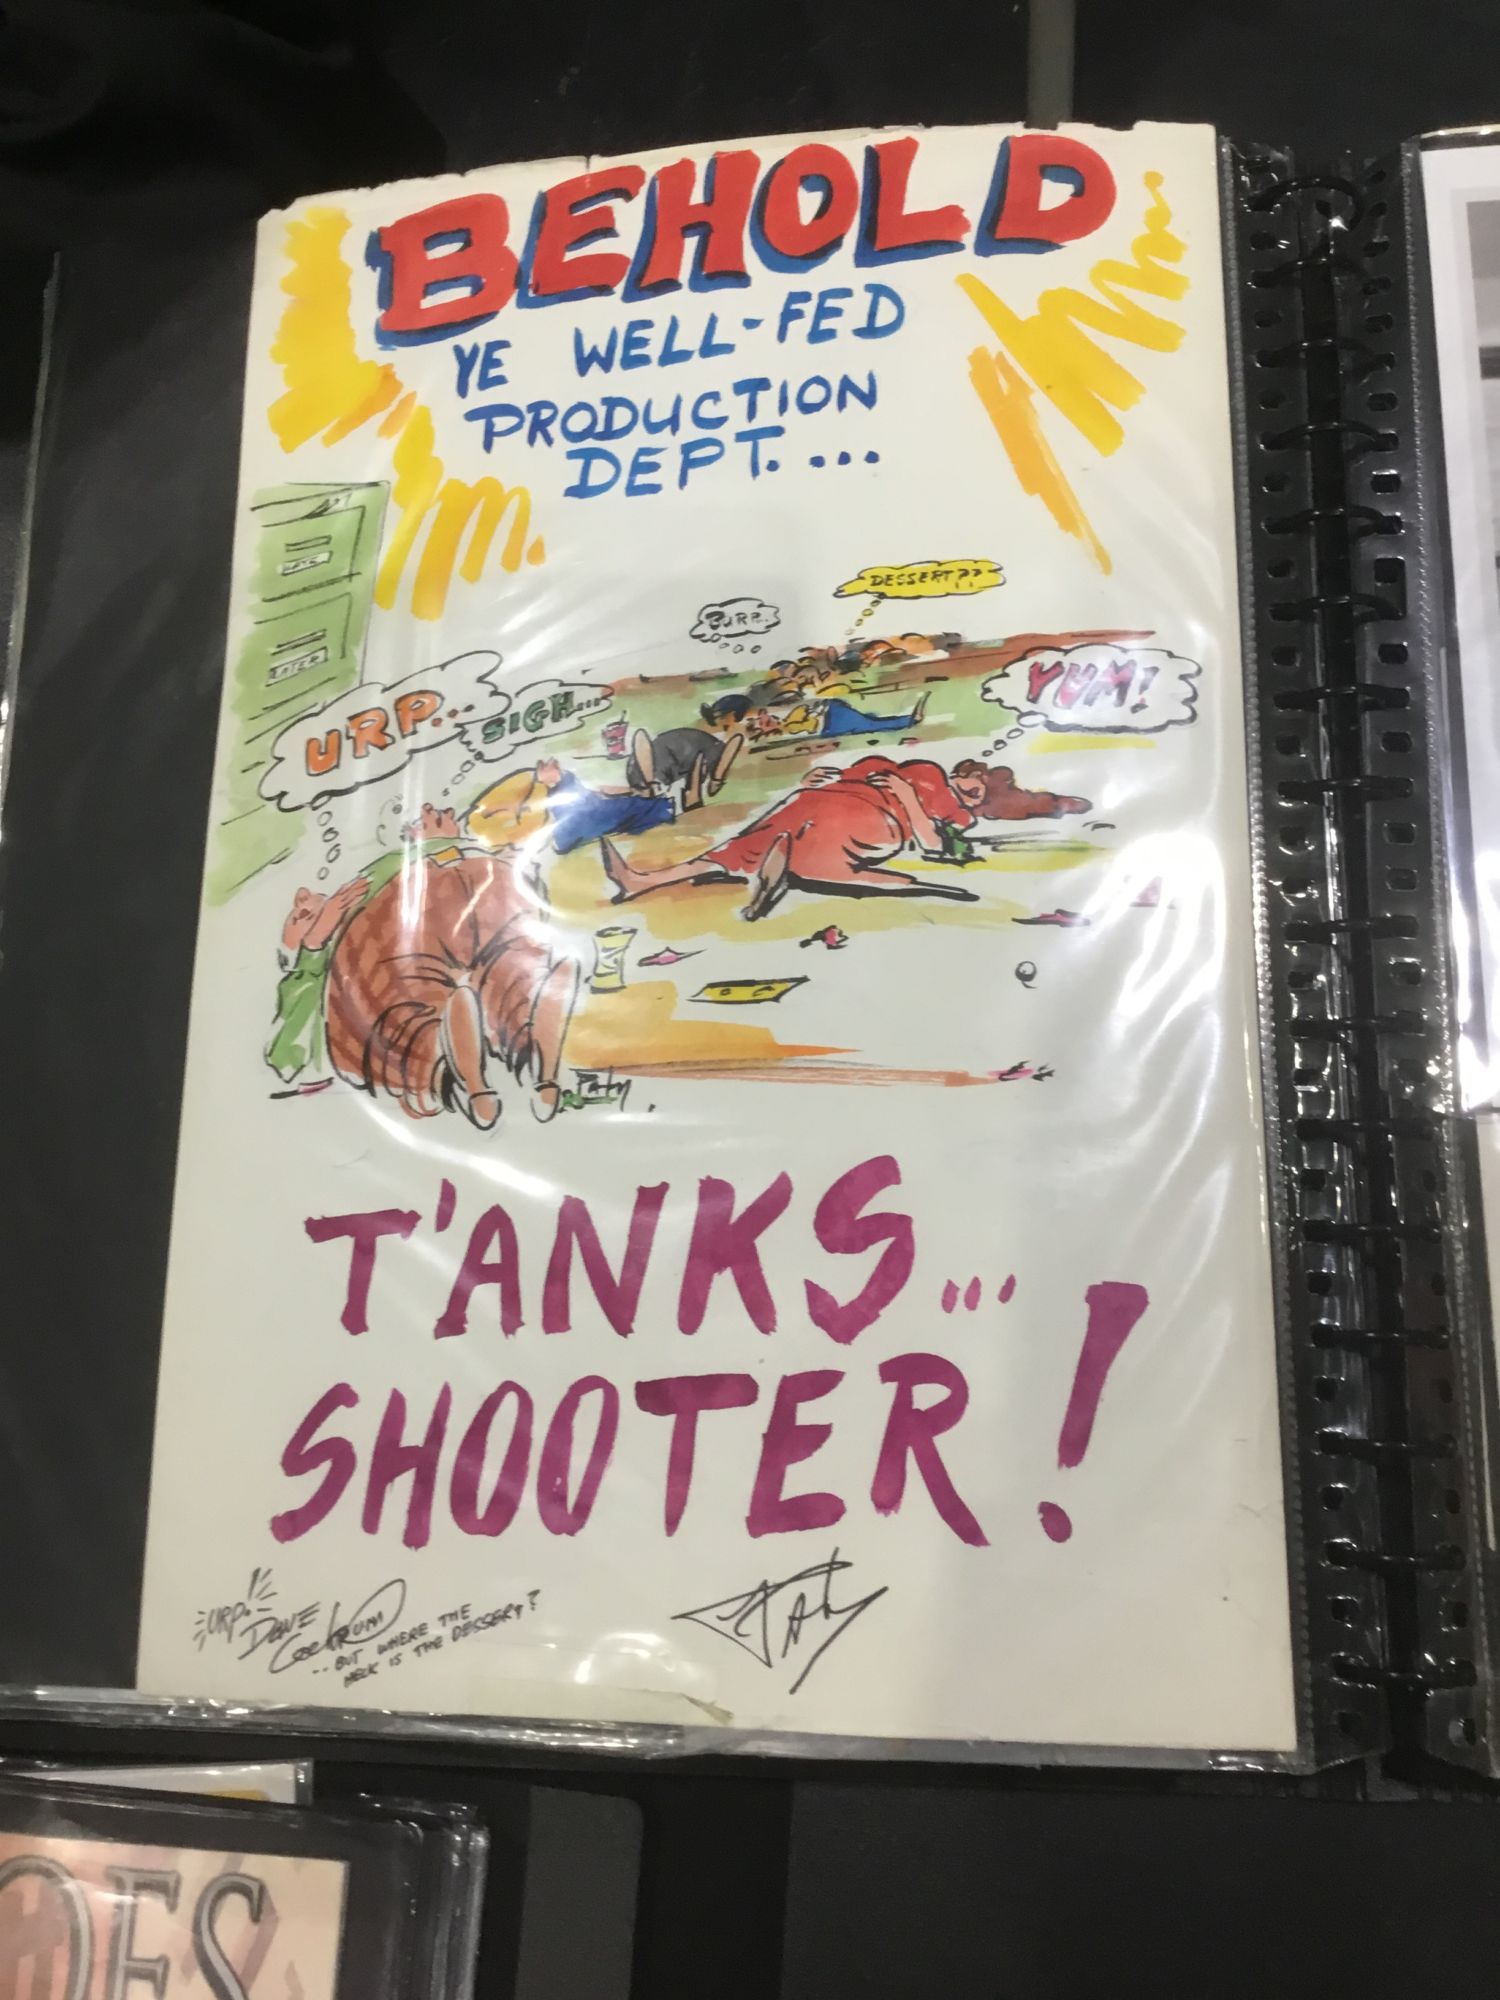 BEHOLD
YE WELL-FED
PRODUCTION
DEPT....
DESSERT??
BURP.
URP...
SIGH...
YUM!
Paty
T'ANKS...
SHOOTER!
URP!
DAVE
Cockrum
..BUT WHERE THE
HECK IS THE DESSERT?